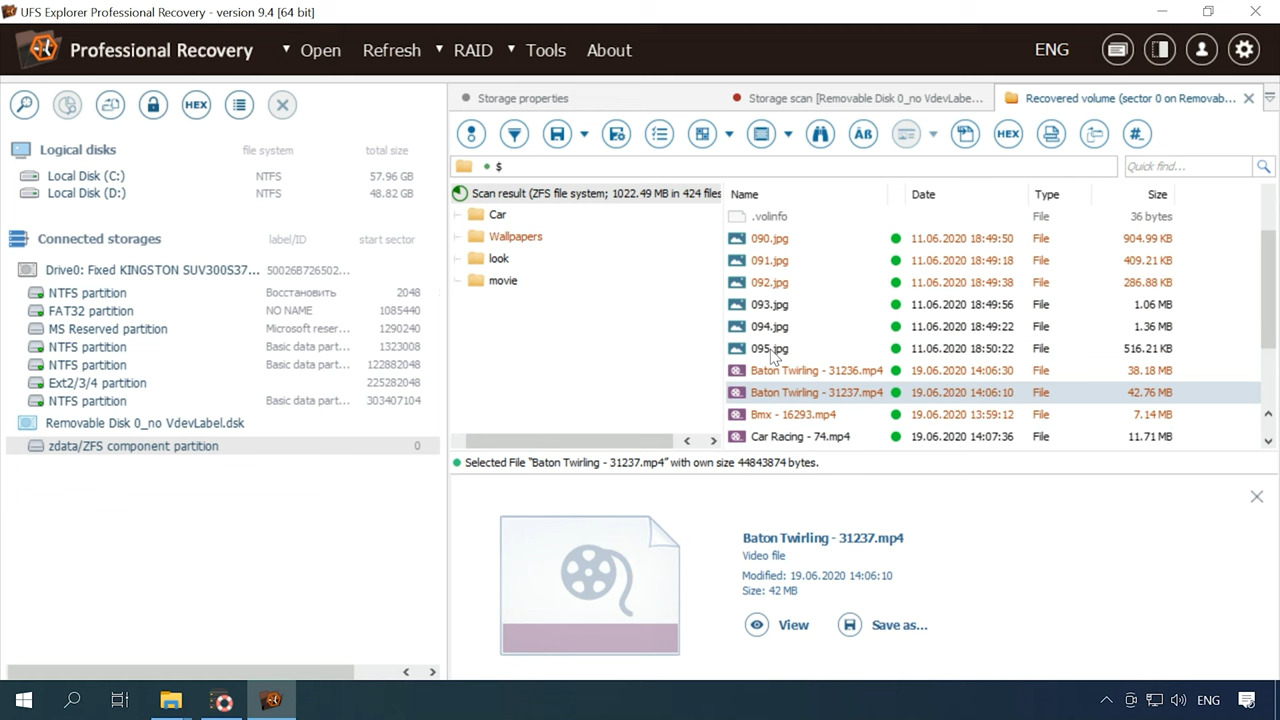 UFS Explorer Professional Recovery - version 9.4 [64 bit]
Professional Recovery
Open
Refresh
RAID
Tools
About
ENG
HEX
Logical disks
file system
total size
Local Disk (C:)
NTFS
57.96 GB
Local Disk (D:)
NTFS
48.82 GB
Connected storages
label/ID
start sector
Drive0: Fixed KINGSTON SUV300S37...
50026B726502...
NTFS partition
Восстановить
2048
FAT32 partition
NO NAME
1085440
MS Reserved partition
Microsoft reser...
1290240
NTFS partition
Basic data part...
1323008
NTFS partition
Basic data part...
122882048
Ext2/3/4 partition
225282048
NTFS partition
Basic data part...
303407104
Removable Disk 0_no VdevLabel.dsk
zdata/ZFS component partition
0
Storage properties
Storage scan [Removable Disk 0_no VdevLabe...
Recovered volume (sector 0 on Removab...
ÄB
HEX
#_
$
Quick find...
Scan result (ZFS file system; 1022.49 MB in 424 files
Car
Wallpapers
look
movie
Name
Date
Type
Size
.volinfo
File
36 bytes
090.jpg
11.06.2020 18:49:50
File
904.99 KB
091.jpg
11.06.2020 18:49:18
File
409.21 KB
092.jpg
11.06.2020 18:49:38
File
286.88 KB
093.jpg
11.06.2020 18:49:56
File
1.06 MB
094.jpg
11.06.2020 18:49:22
File
1.36 MB
095.jpg
11.06.2020 18:50:22
File
516.21 KB
Baton Twirling - 31236.mp4
19.06.2020 14:06:30
File
38.18 MB
Baton Twirling - 31237.mp4
19.06.2020 14:06:10
File
42.76 MB
Bmx - 16293.mp4
19.06.2020 13:59:12
File
7.14 MB
Car Racing - 74.mp4
19.06.2020 14:07:36
File
11.71 MB
Selected File "Baton Twirling - 31237.mp4" with own size 44843874 bytes.
Baton Twirling - 31237.mp4
Video file
Modified: 19.06.2020 14:06:10
Size: 42 MB
View
Save as...
ENG